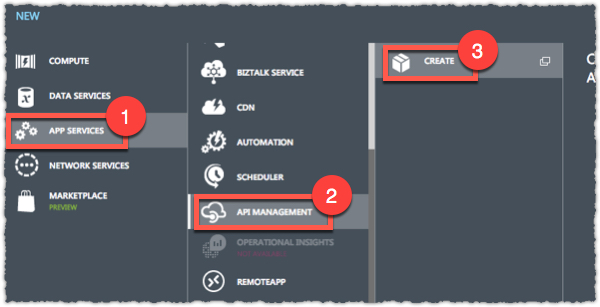 NEW
COMPUTE
DATA SERVICES
APP SERVICES
1
NETWORK SERVICES
MARKETPLACE
PREVIEW
BIZTALK SERVICE
CDN
AUTOMATION
SCHEDULER
API MANAGEMENT
2
OPERATIONAL INSIGHTS
REMOTEAPP
CREATE
3
C
A